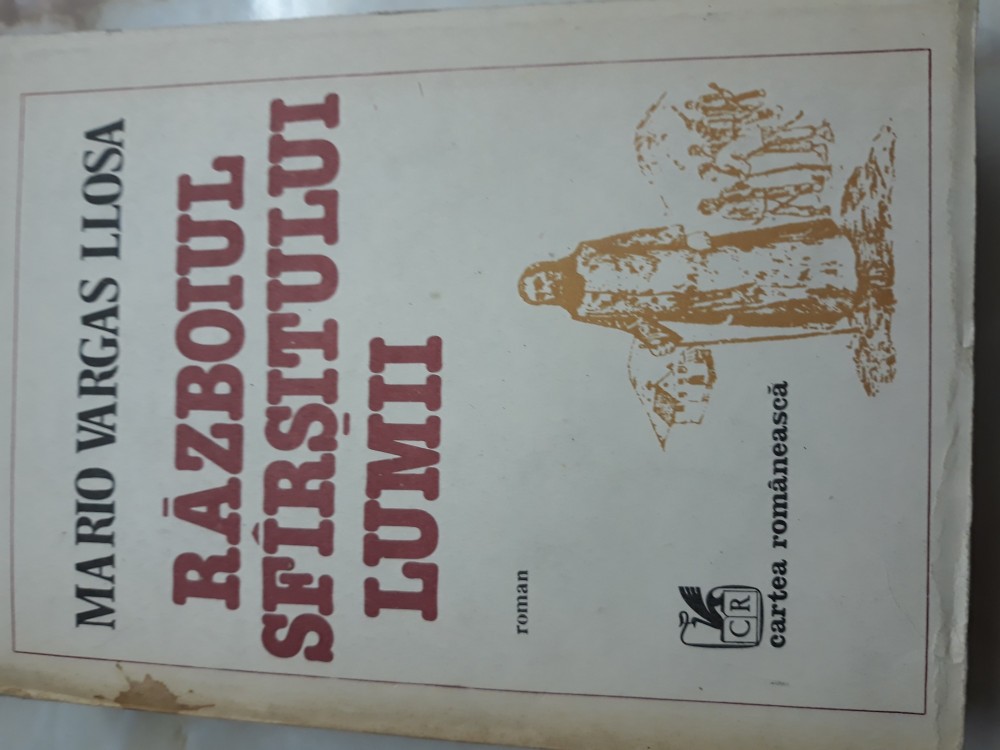 MARIO VARGAS LLOSA
RĂZBOIUL
SFÎRȘITULUI
LUMII
roman
CR
cartea românească